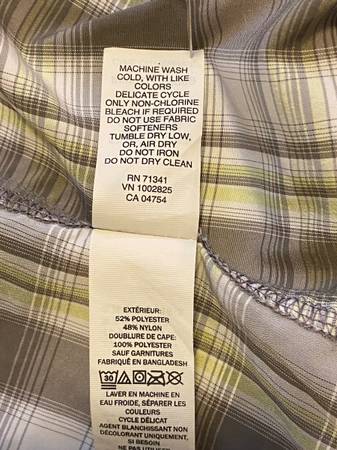 MACHINE WASH
COLD, WITH LIKE
COLORS
DELICATE CYCLE
ONLY NON-CHLORINE
BLEACH IF REQUIRED
DO NOT USE FABRIC
SOFTENERS
TUMBLE DRY LOW,
OR, AIR DRY
DO NOT IRON
DO NOT DRY CLEAN
RN 71341
VN 1002825
CA 04754
EXTÉRIEUR:
52% POLYESTER
48% NYLON
DOUBLURE DE CAPE:
100% POLYESTER
SAUF GARNITURES
FABRIQUÉ EN BANGLADESH
30
LAVER EN MACHINE EN
EAU FROIDE, SÉPARER LES
COULEURS
CYCLE DÉLICAT
AGENT BLANCHISSANT NON
DÉCOLORANT UNIQUEMENT,
SI BESOIN
NE PAS UTILISER